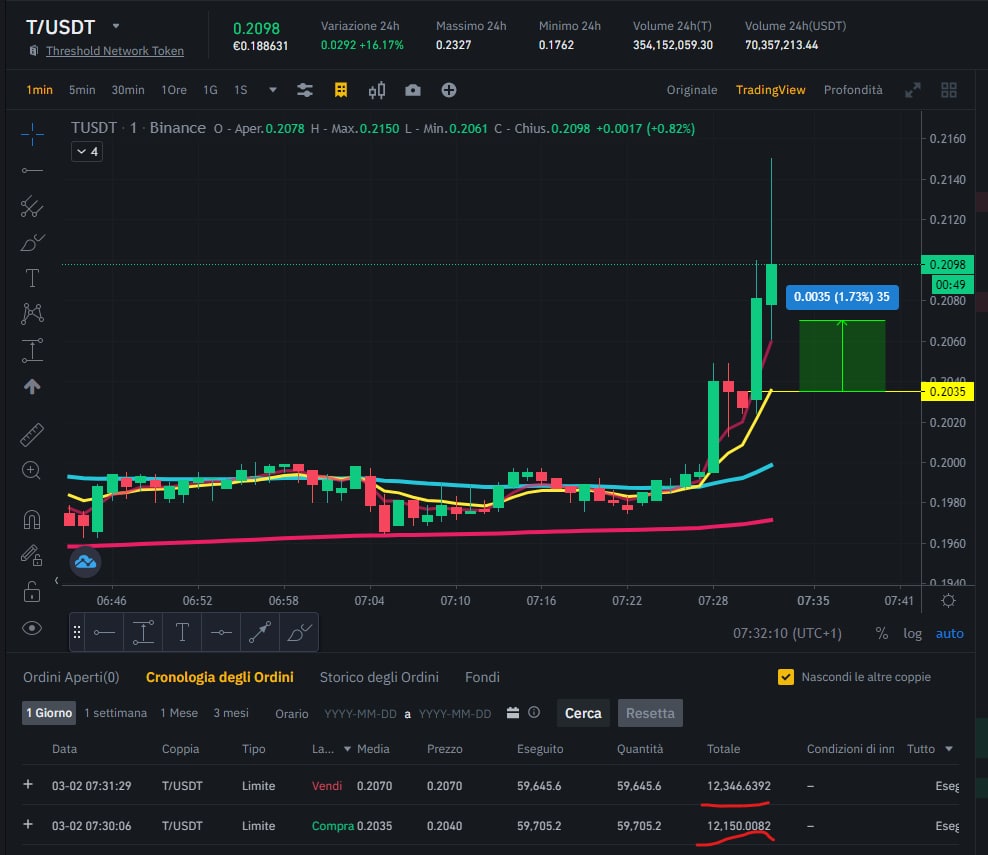 T/USDT
Threshold Network Token
0.2098
€0.188631
Variazione 24h
0.0292 +16.17%
Massimo 24h
0.2327
Minimo 24h
0.1762
Volume 24h(T)
354,152,059.30
Volume 24h(USDT)
70,357,213.44
1min 5min 30min 1Ore 1G 1S
Originale TradingView Profondità
TUSDT · 1 · Binance O - Aper.0.2078 H - Max.0.2150 L - Min.0.2061 C - Chius.0.2098 +0.0017 (+0.82%)
4
0.2160
0.2140
0.2120
0.2098
00:49
0.2080
0.0035 (1.73%) 35
0.2060
0.2040
0.2035
0.2020
0.2000
0.1980
0.1960
0.1940
06:46 06:52 06:58 07:04 07:10 07:16 07:22 07:28 07:35 07:41
T
07:32:10 (UTC+1) % log auto
Ordini Aperti(0) Cronologia degli Ordini Storico degli Ordini Fondi
Nascondi le altre coppie
1 Giorno 1 settimana 1 Mese 3 mesi Orario YYYY-MM-DD a YYYY-MM-DD Cerca Resetta
Data Coppia Tipo La... Media Prezzo Eseguito Quantità Totale Condizioni di inn Tutto
+ 03-02 07:31:29 T/USDT Limite Vendi 0.2070 0.2070 59,645.6 59,645.6 12,346.6392 – Eseg
+ 03-02 07:30:06 T/USDT Limite Compra 0.2035 0.2040 59,705.2 59,705.2 12,150.0082 – Eseg